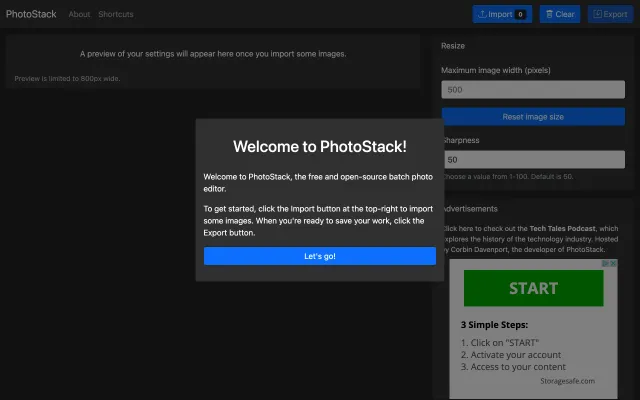 PhotoStack
About
Shortcuts
Import 0
Clear
Export
A preview of your settings will appear here once you import some images.
Preview is limited to 800px wide.
Resize
Maximum image width (pixels)
500
Reset image size
Sharpness
50
Choose a value from 1-100. Default is 50.
Welcome to PhotoStack!
Welcome to PhotoStack, the free and open-source batch photo
editor.
To get started, click the Import button at the top-right to import
some images. When you're ready to save your work, click the
Export button.
Let's go!
Advertisements
Click here to check out the Tech Tales Podcast, which
explores the history of the technology industry. Hosted
by Corbin Davenport, the developer of PhotoStack.
START
3 Simple Steps:
1. Click on "START"
2. Activate your account
3. Access to your content
Storagesafe.com